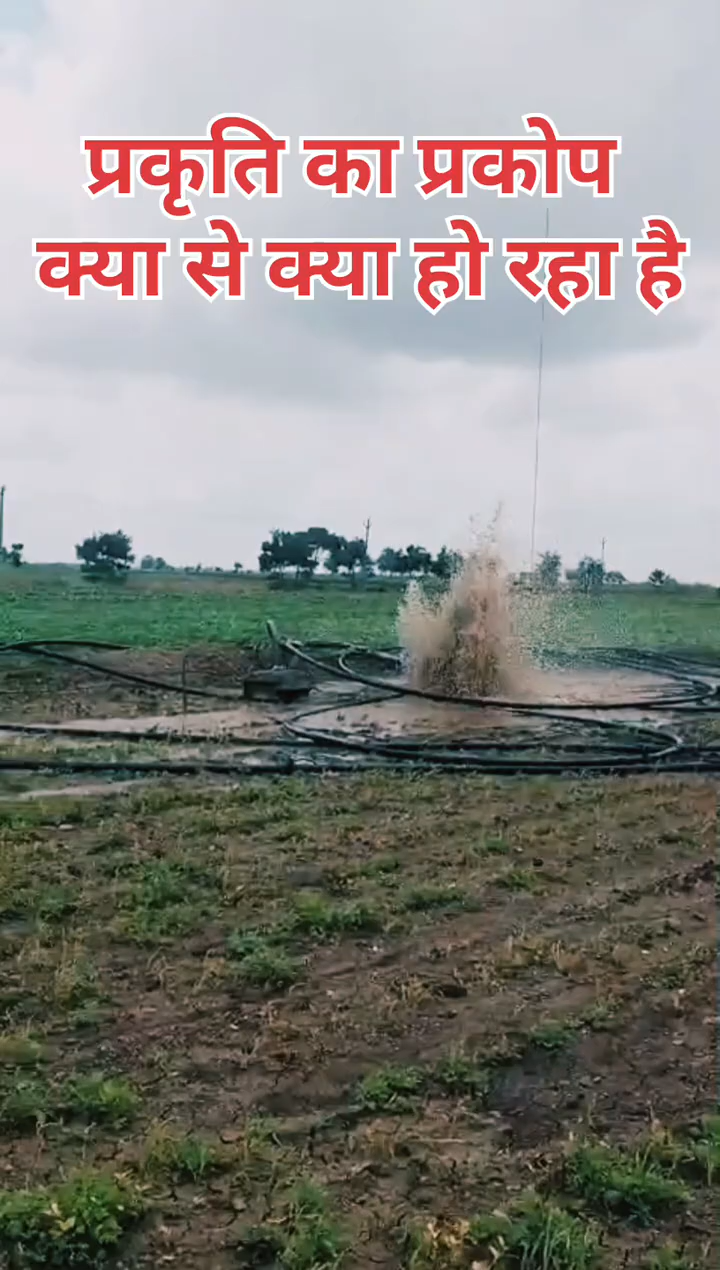 प्रकृति का प्रकोप
क्या से क्या हो रहा है